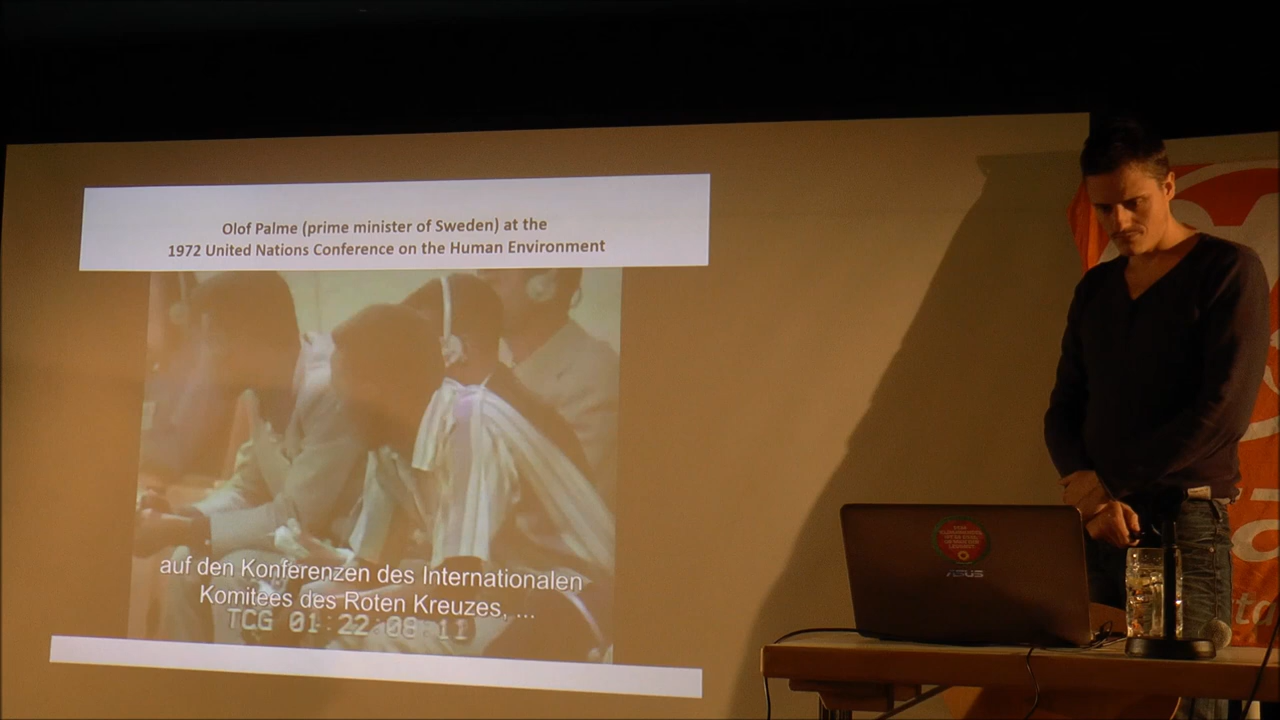 Olof Palme (prime minister of Sweden) at the
1972 United Nations Conference on the Human Environment
auf den Konferenzen des Internationalen
Komitees des Roten Kreuzes, ...
TCG 01:22:08:11
ASUS